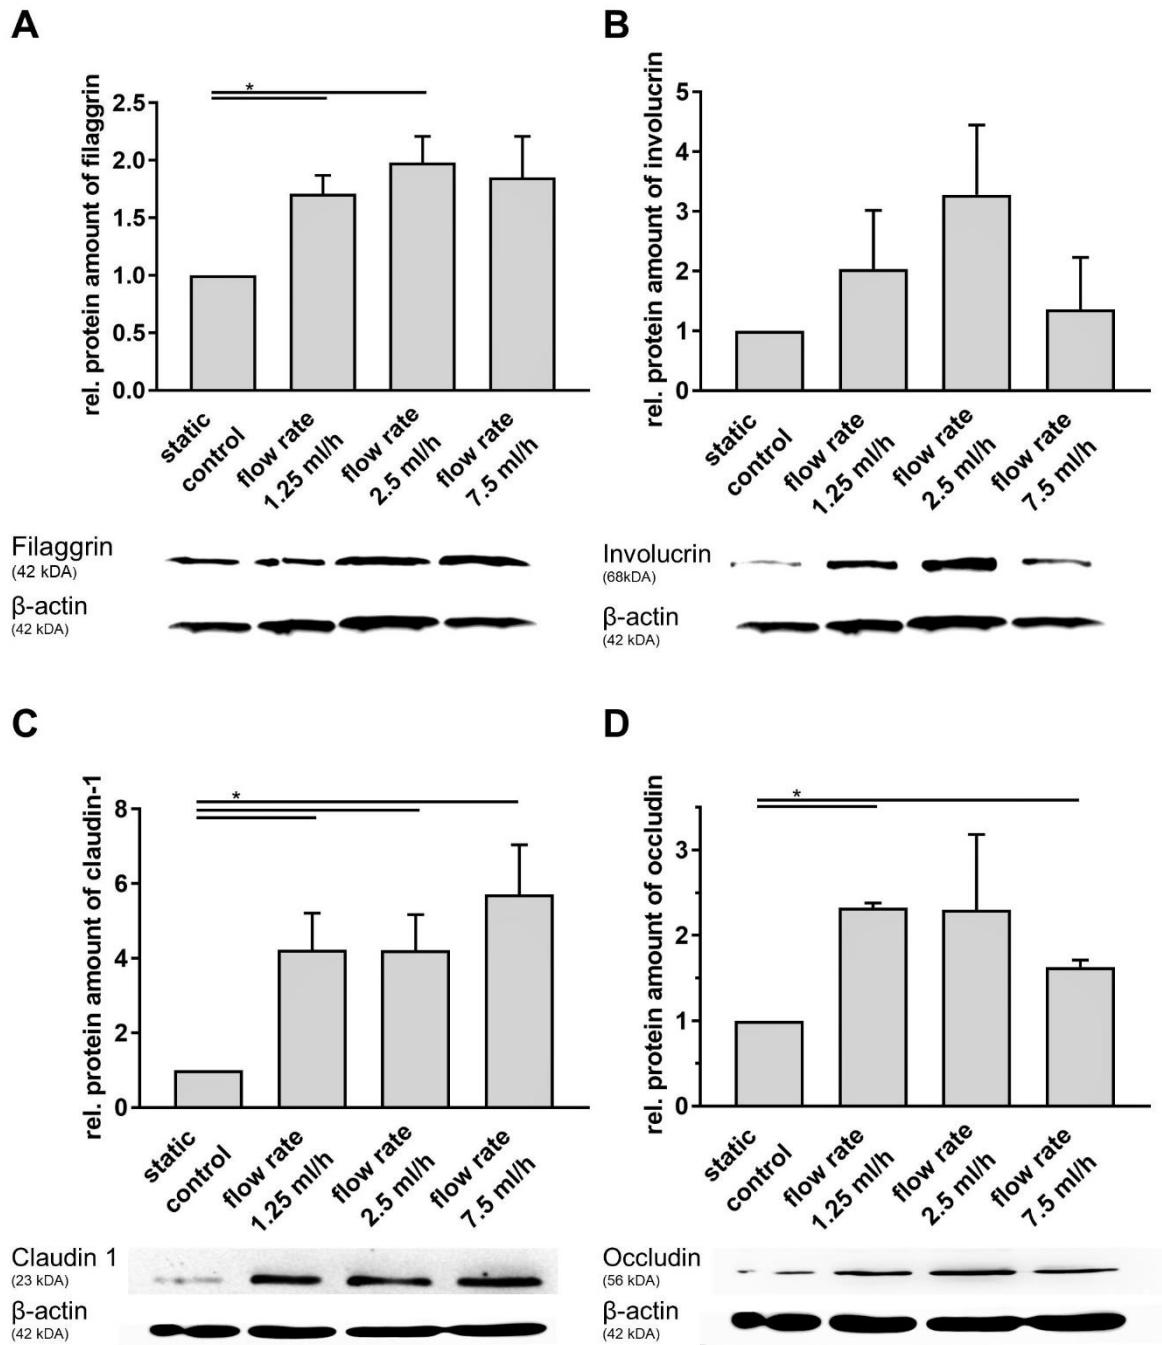 A
rel. protein amount of filaggrin
*
2.5
2.0
1.5
1.0
0.5
0.0
static
control
flow rate
1.25 ml/h
flow rate
2.5 ml/h
flow rate
7.5 ml/h
Filaggrin
(42 kDA)
β-actin
(42 kDA)
B
rel. protein amount of involucrin
5
4
3
2
1
0
static
control
flow rate
1.25 ml/h
flow rate
2.5 ml/h
flow rate
7.5 ml/h
Involucrin
(68kDA)
β-actin
(42 kDA)
C
rel. protein amount of claudin-1
*
8
6
4
2
0
static
control
flow rate
1.25 ml/h
flow rate
2.5 ml/h
flow rate
7.5 ml/h
Claudin 1
(23 kDA)
β-actin
(42 kDA)
D
rel. protein amount of occludin
*
3
2
1
0
static
control
flow rate
1.25 ml/h
flow rate
2.5 ml/h
flow rate
7.5 ml/h
Occludin
(56 kDA)
β-actin
(42 kDA)